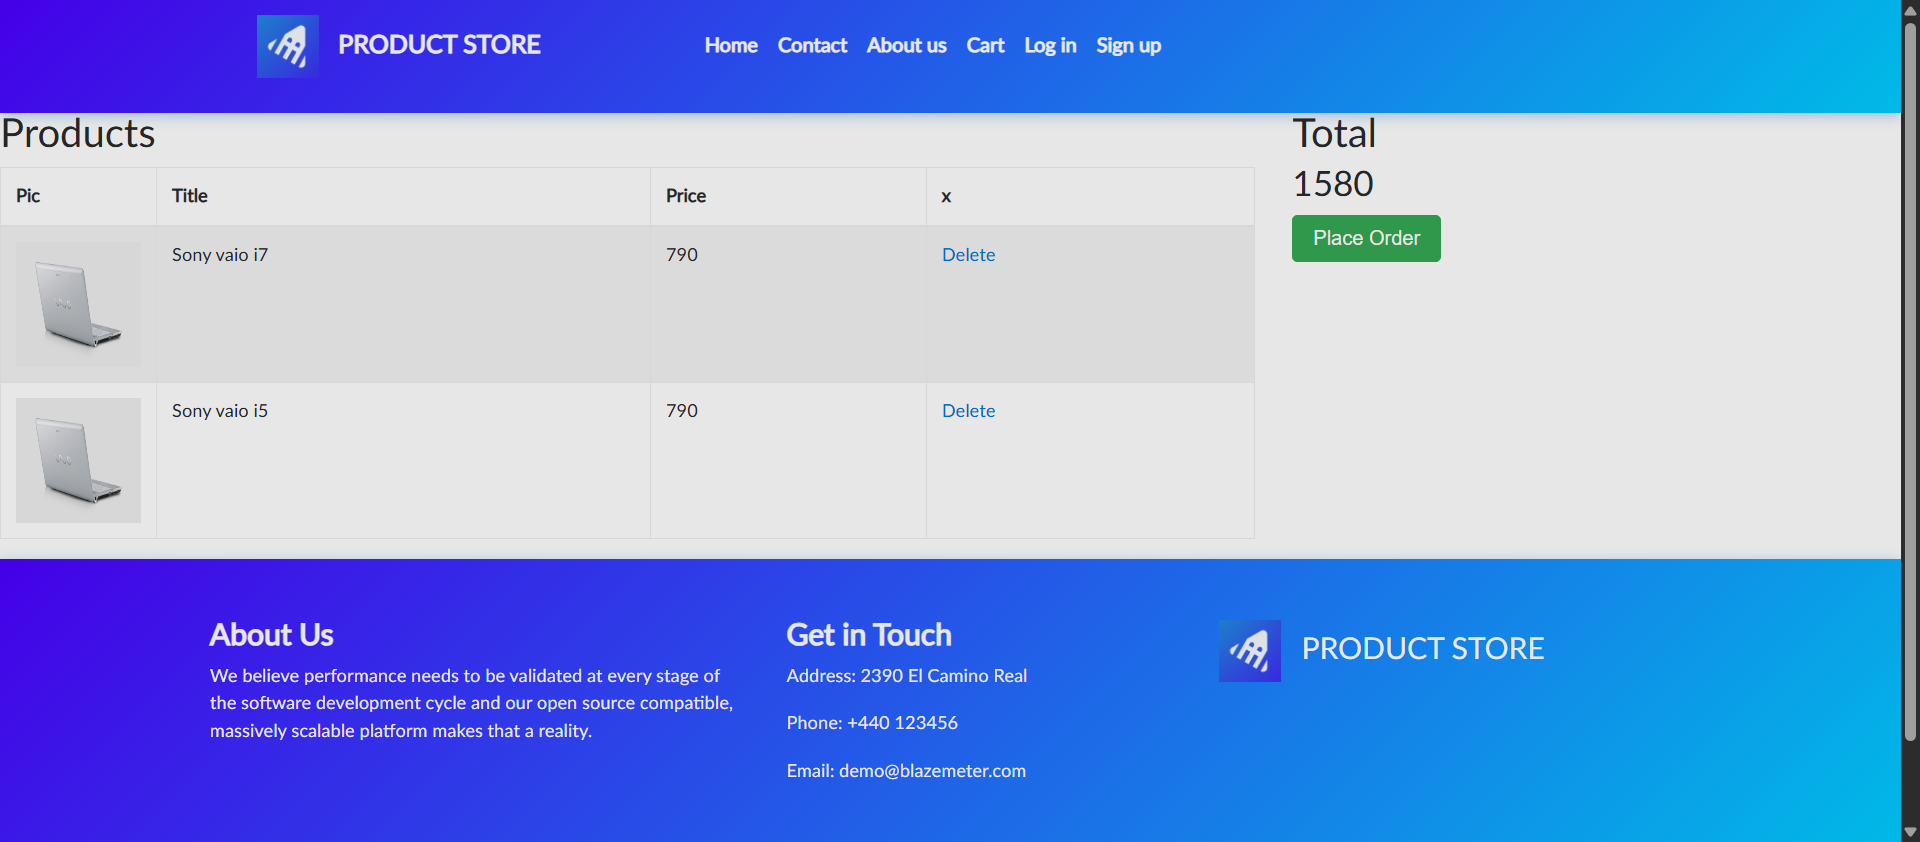 PRODUCT STORE
Home Contact About us Cart Log in Sign up
Products
Total
1580
Place Order
Pic Title Price x
Sony vaio i7 790 Delete
Sony vaio i5 790 Delete
About Us
We believe performance needs to be validated at every stage of
the software development cycle and our open source compatible,
massively scalable platform makes that a reality.
Get in Touch
Address: 2390 El Camino Real
Phone: +440 123456
Email: demo@blazemeter.com
PRODUCT STORE